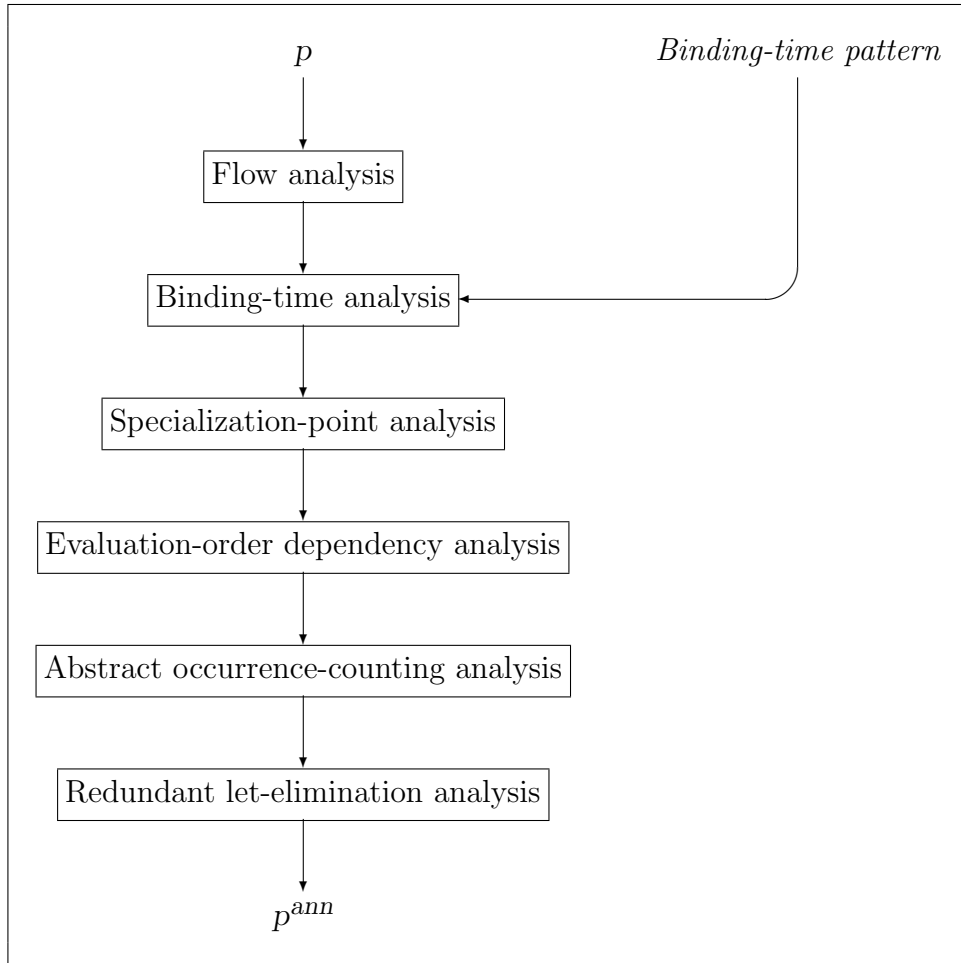 p
Binding-time pattern
Flow analysis
Binding-time analysis
Specialization-point analysis
Evaluation-order dependency analysis
Abstract occurrence-counting analysis
Redundant let-elimination analysis
p^ann